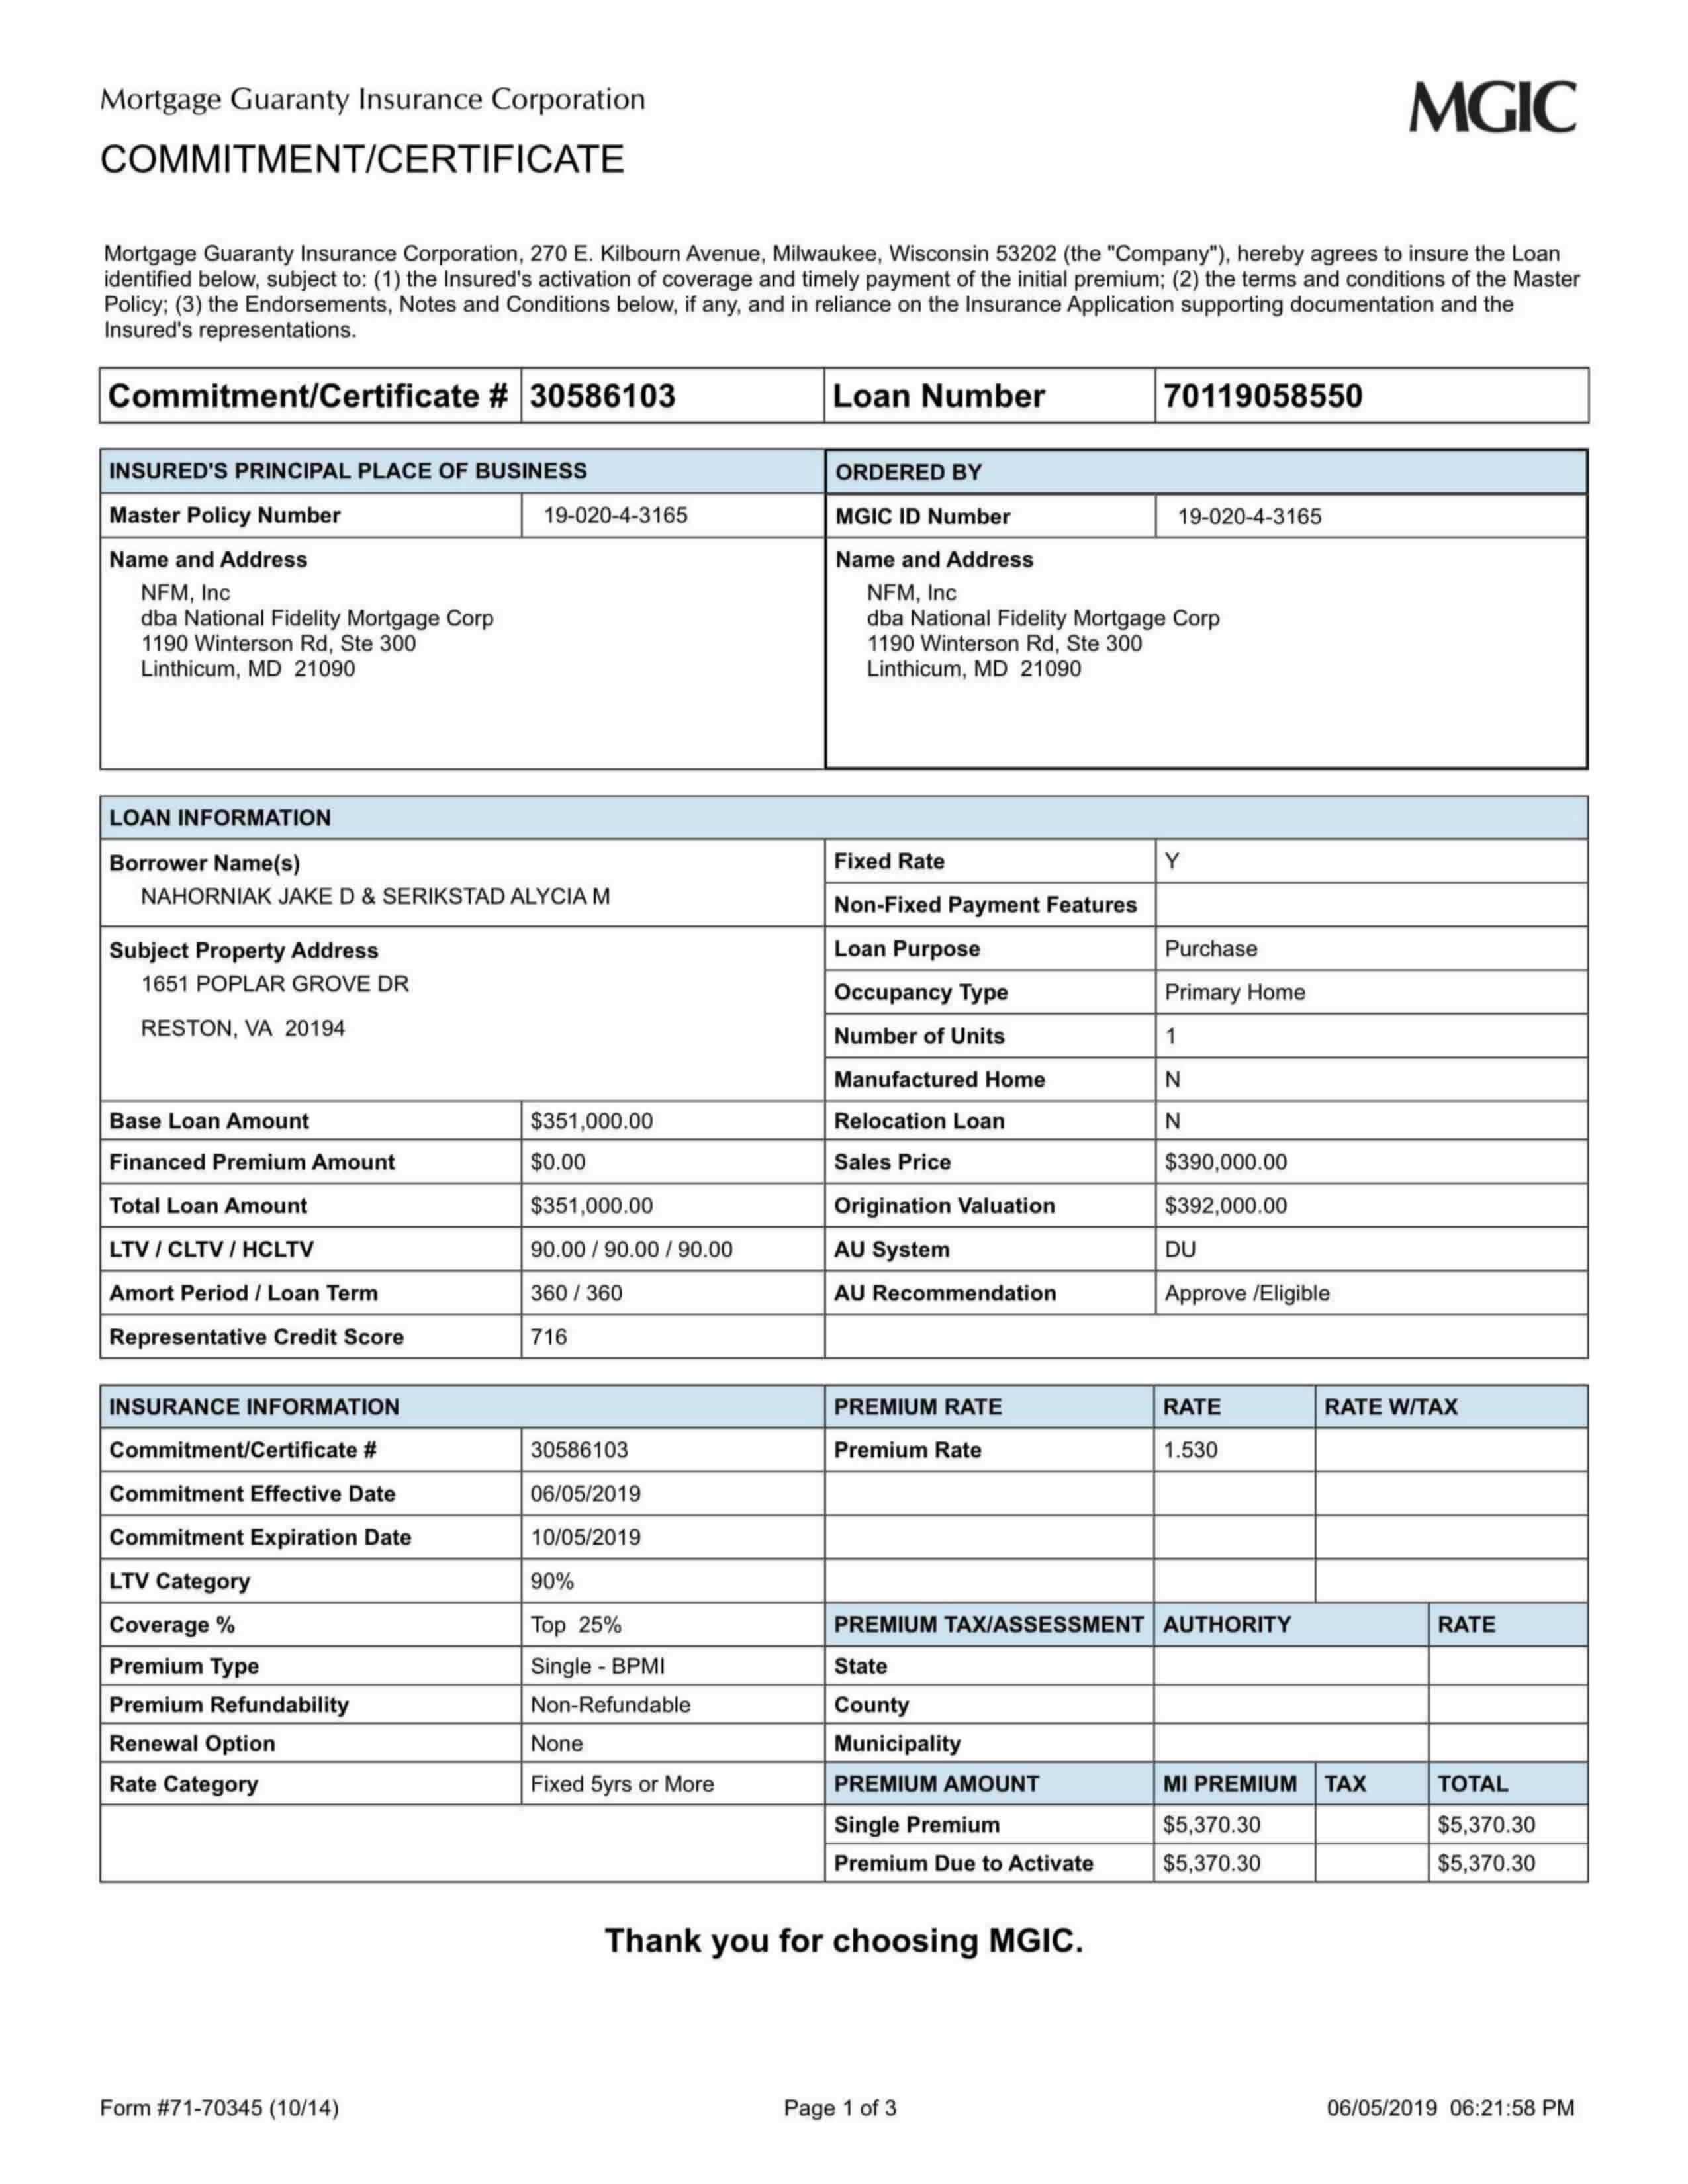 Mortgage Guaranty Insurance Corporation
MGIC
COMMITMENT/CERTIFICATE
Mortgage Guaranty Insurance Corporation, 270 E. Kilbourn Avenue, Milwaukee, Wisconsin 53202 (the "Company"), hereby agrees to insure the Loan
identified below, subject to: (1) the Insured's activation of coverage and timely payment of the initial premium; (2) the terms and conditions of the Master
Policy; (3) the Endorsements, Notes and Conditions below, if any, and in reliance on the Insurance Application supporting documentation and the
Insured's representations.
Commitment/Certificate # 30586103 Loan Number 70119058550
INSURED'S PRINCIPAL PLACE OF BUSINESS
Master Policy Number 19-020-4-3165
Name and Address
NFM, Inc
dba National Fidelity Mortgage Corp
1190 Winterson Rd, Ste 300
Linthicum, MD 21090
ORDERED BY
MGIC ID Number 19-020-4-3165
Name and Address
NFM, Inc
dba National Fidelity Mortgage Corp
1190 Winterson Rd, Ste 300
Linthicum, MD 21090
LOAN INFORMATION
Borrower Name(s)
NAHORNIAK JAKE D & SERIKSTAD ALYCIA M
Subject Property Address
1651 POPLAR GROVE DR
RESTON, VA 20194
Fixed Rate Y
Non-Fixed Payment Features
Loan Purpose Purchase
Occupancy Type Primary Home
Number of Units 1
Manufactured Home N
Base Loan Amount $351,000.00 Relocation Loan N
Financed Premium Amount $0.00 Sales Price $390,000.00
Total Loan Amount $351,000.00 Origination Valuation $392,000.00
LTV / CLTV / HCLTV 90.00 / 90.00 / 90.00 AU System DU
Amort Period / Loan Term 360 / 360 AU Recommendation Approve /Eligible
Representative Credit Score 716
INSURANCE INFORMATION PREMIUM RATE RATE RATE W/TAX
Commitment/Certificate # 30586103 Premium Rate 1.530
Commitment Effective Date 06/05/2019
Commitment Expiration Date 10/05/2019
LTV Category 90%
Coverage % Top 25% PREMIUM TAX/ASSESSMENT AUTHORITY RATE
Premium Type Single - BPMI State
Premium Refundability Non-Refundable County
Renewal Option None Municipality
Rate Category Fixed 5yrs or More PREMIUM AMOUNT MI PREMIUM TAX TOTAL
Single Premium $5,370.30 $5,370.30
Premium Due to Activate $5,370.30 $5,370.30
Thank you for choosing MGIC.
Form #71-70345 (10/14) Page 1 of 3 06/05/2019 06:21:58 PM